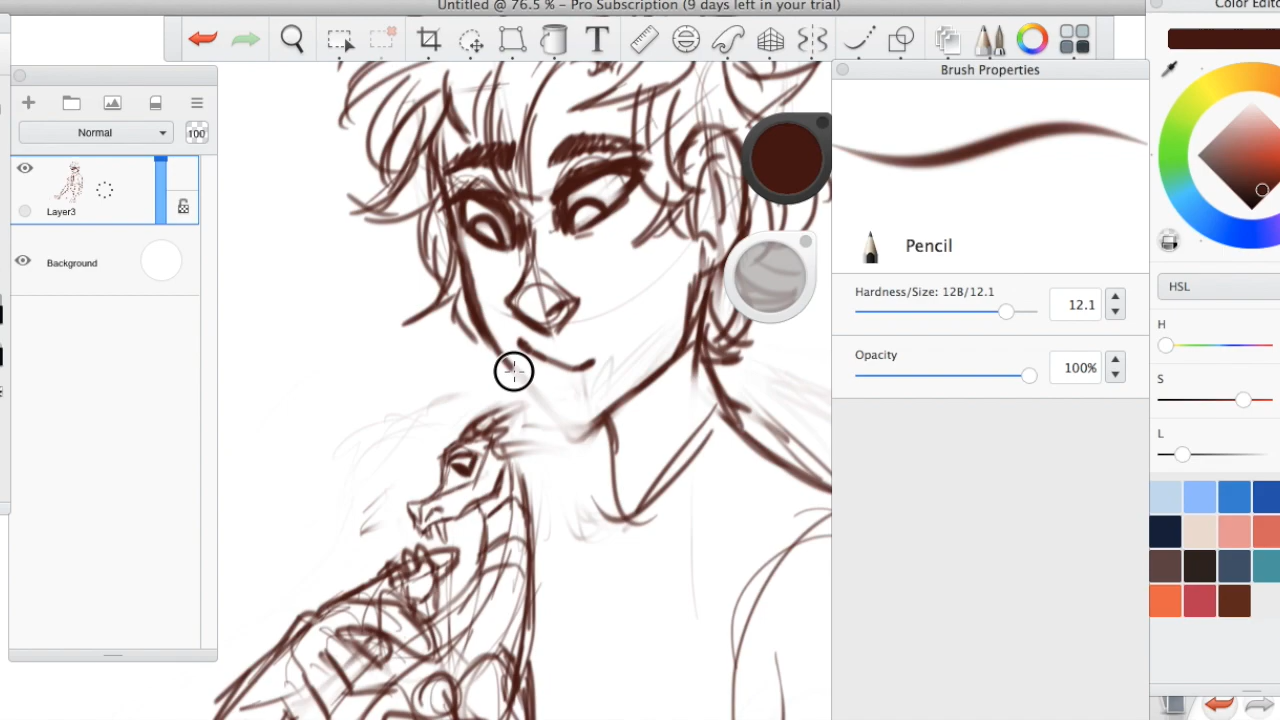 Untitled @ 76.5 % - Pro Subscription (9 days left in your trial)
Color Edito
Brush Properties
Normal
100
Layer3
Background
Pencil
Hardness/Size: 12B/12.1
12.1
Opacity
100%
HSL
H
S
L